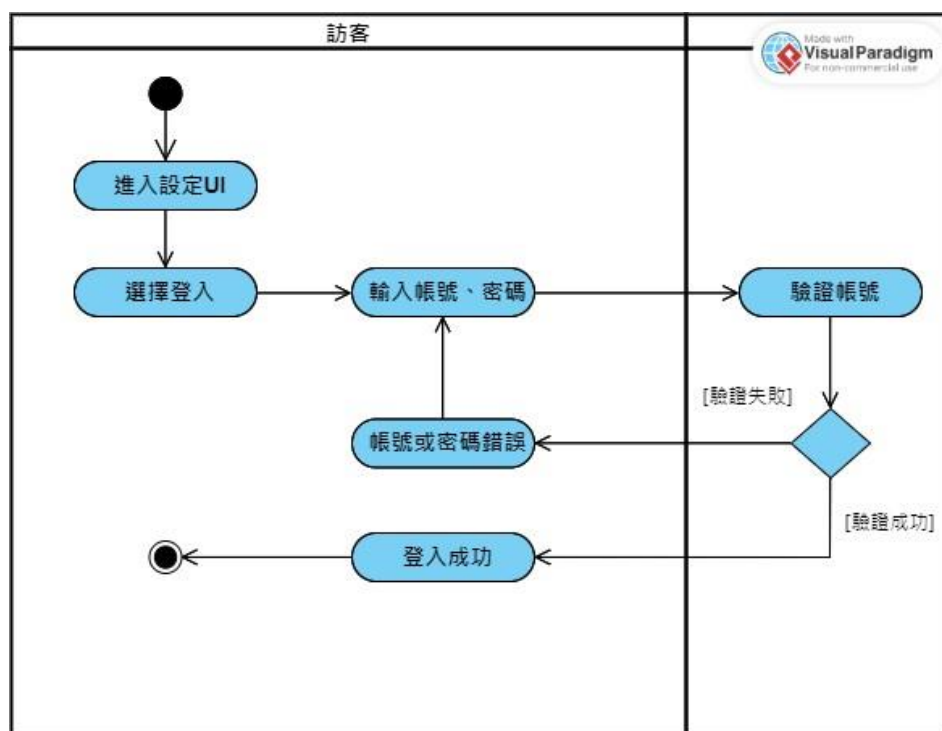 訪客
Made with
Visual Paradigm
For non-commercial use
進入設定UI
選擇登入
輸入帳號、密碼
驗證帳號
[驗證失敗]
帳號或密碼錯誤
[驗證成功]
登入成功